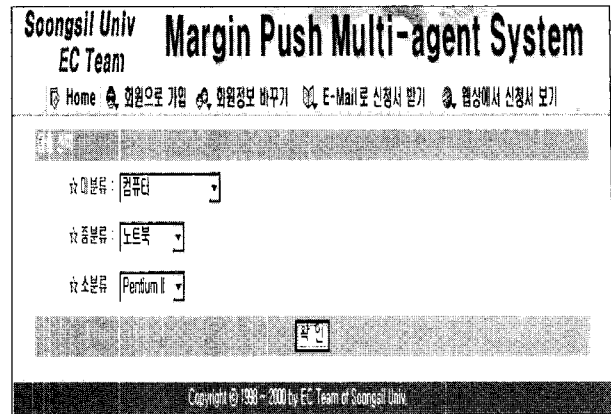 Soongsil Univ
EC Team
Margin Push Multi-agent System
Home 회원으로 가입 회원정보 바꾸기 E-Mail로 신청서 받기 웹상에서 신청서 보기
☆대분류 : 컴퓨터
☆중분류 : 노트북
☆소분류 Pentium II
확 인
Copyright © 1998 ~ 2000 by EC Team of Soongsil Univ.